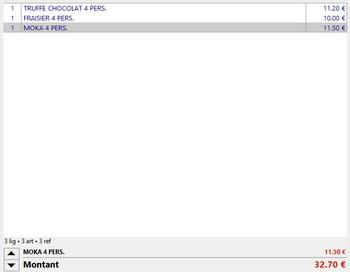 1 TRUFFE CHOCOLAT 4 PERS. 11.20 €
1 FRAISIER 4 PERS. 10.00 €
1 MOKA 4 PERS. 11.50 €
3 lig • 3 art • 3 ref
MOKA 4 PERS. 11.50 €
Montant 32.70 €